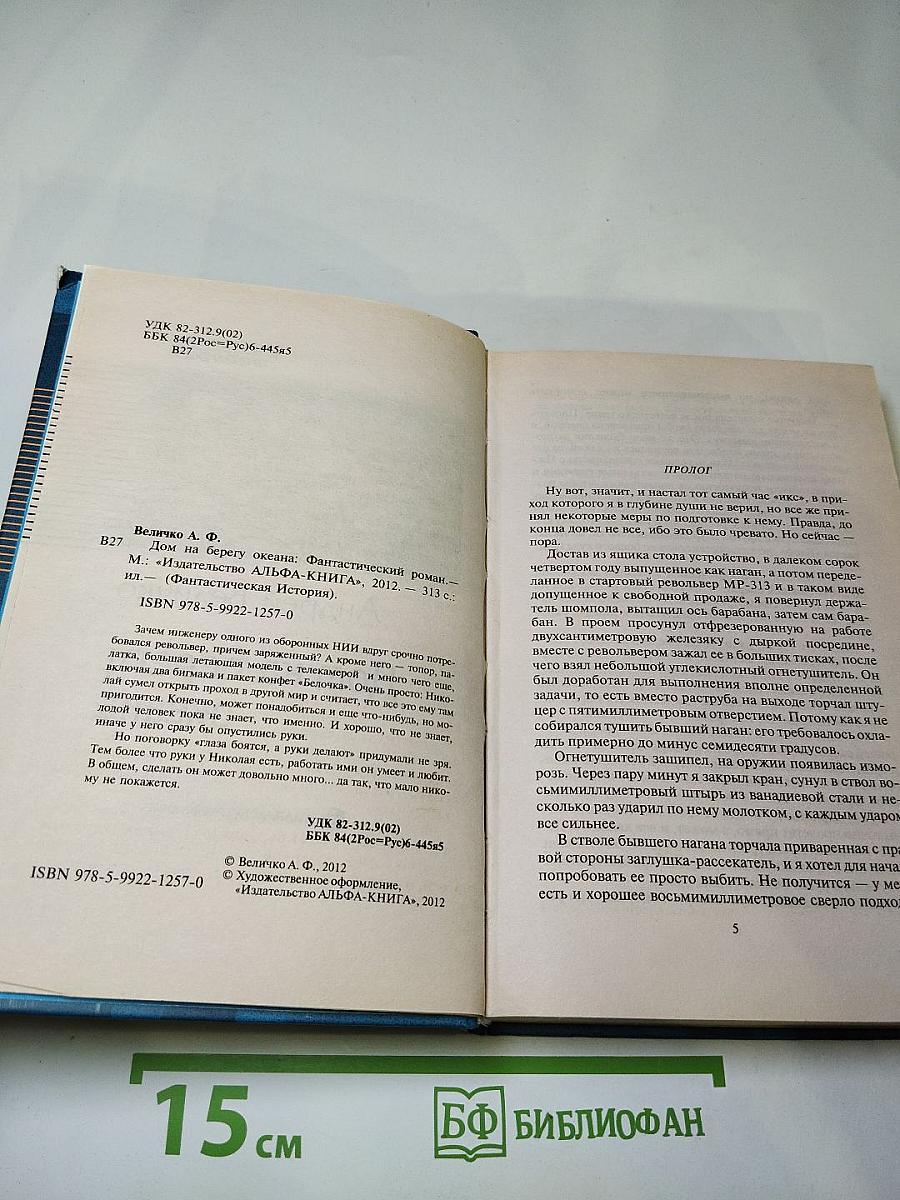 УДК 82-312.9(02)
ББК 84(2Рос=Рус)6-445я5
В27
Величко А. Ф.
В27 Дом на берегу океана: Фантастический роман.—
М.: «Издательство АЛЬФА-КНИГА», 2012. — 313 с.:
ил.— (Фантастическая История).
ISBN 978-5-9922-1257-0
Зачем инженеру одного из оборонных НИИ вдруг срочно потре-
бовался револьвер, причем заряженный? А кроме него — топор, па-
латка, большая летающая модель с телекамерой и много чего еще,
включая два бигмака и пакет конфет «Белочка». Очень просто: Нико-
лай сумел открыть проход в другой мир и считает, что все это ему там
пригодится. Конечно, может понадобиться и еще что-нибудь, но мо-
лодой человек пока не знает, что именно. И хорошо, что не знает,
иначе у него сразу бы опустились руки.
Но поговорку «глаза боятся, а руки делают» придумали не зря.
Тем более что руки у Николая есть, работать ими он умеет и любит.
В общем, сделать он может довольно много... да так, что мало нико-
му не покажется.
УДК 82-312.9(02)
ББК 84(2Рос=Рус)6-445я5
© Величко А. Ф., 2012
© Художественное оформление,
«Издательство АЛЬФА-КНИГА», 2012
ISBN 978-5-9922-1257-0
ПРОЛОГ
Ну вот, значит, и настал тот самый час «икс», в при-
ход которого я в глубине души не верил, но все же при-
нял некоторые меры по подготовке к нему. Правда, до
конца довел не все, ибо это было чревато. Но сейчас —
пора.
Достав из ящика стола устройство, в далеком сорок
четвертом году выпущенное как наган, а потом переде-
ланное в стартовый револьвер МР-313 и в таком виде
допущенное к свободной продаже, я повернул держа-
тель шомпола, вытащил ось барабана, затем сам бара-
бан. В проем просунул отфрезерованную на работе
двухсантиметровую железяку с дыркой посредине,
вместе с револьвером зажал ее в больших тисках, после
чего взял небольшой углекислотный огнетушитель. Он
был доработан для выполнения вполне определенной
задачи, то есть вместо раструба на выходе торчал шту-
цер с пятимиллиметровым отверстием. Потому как я не
собирался тушить бывший наган: его требовалось охла-
дить примерно до минус семидесяти градусов.
Огнетушитель зашипел, на оружии появилась измо-
розь. Через пару минут я закрыл кран, сунул в ствол во-
сьмимиллиметровый штырь из ванадиевой стали и не-
сколько раз ударил по нему молотком, с каждым ударом
все сильнее.
В стволе бывшего нагана торчала приваренная с пра
вой стороны заглушка-рассекатель, и я хотел для нача
попробовать ее просто выбить. Не получится — у ме
есть и хорошее восьмимиллиметровое сверло подход
5
15 см
БФ БИБЛИОФАН